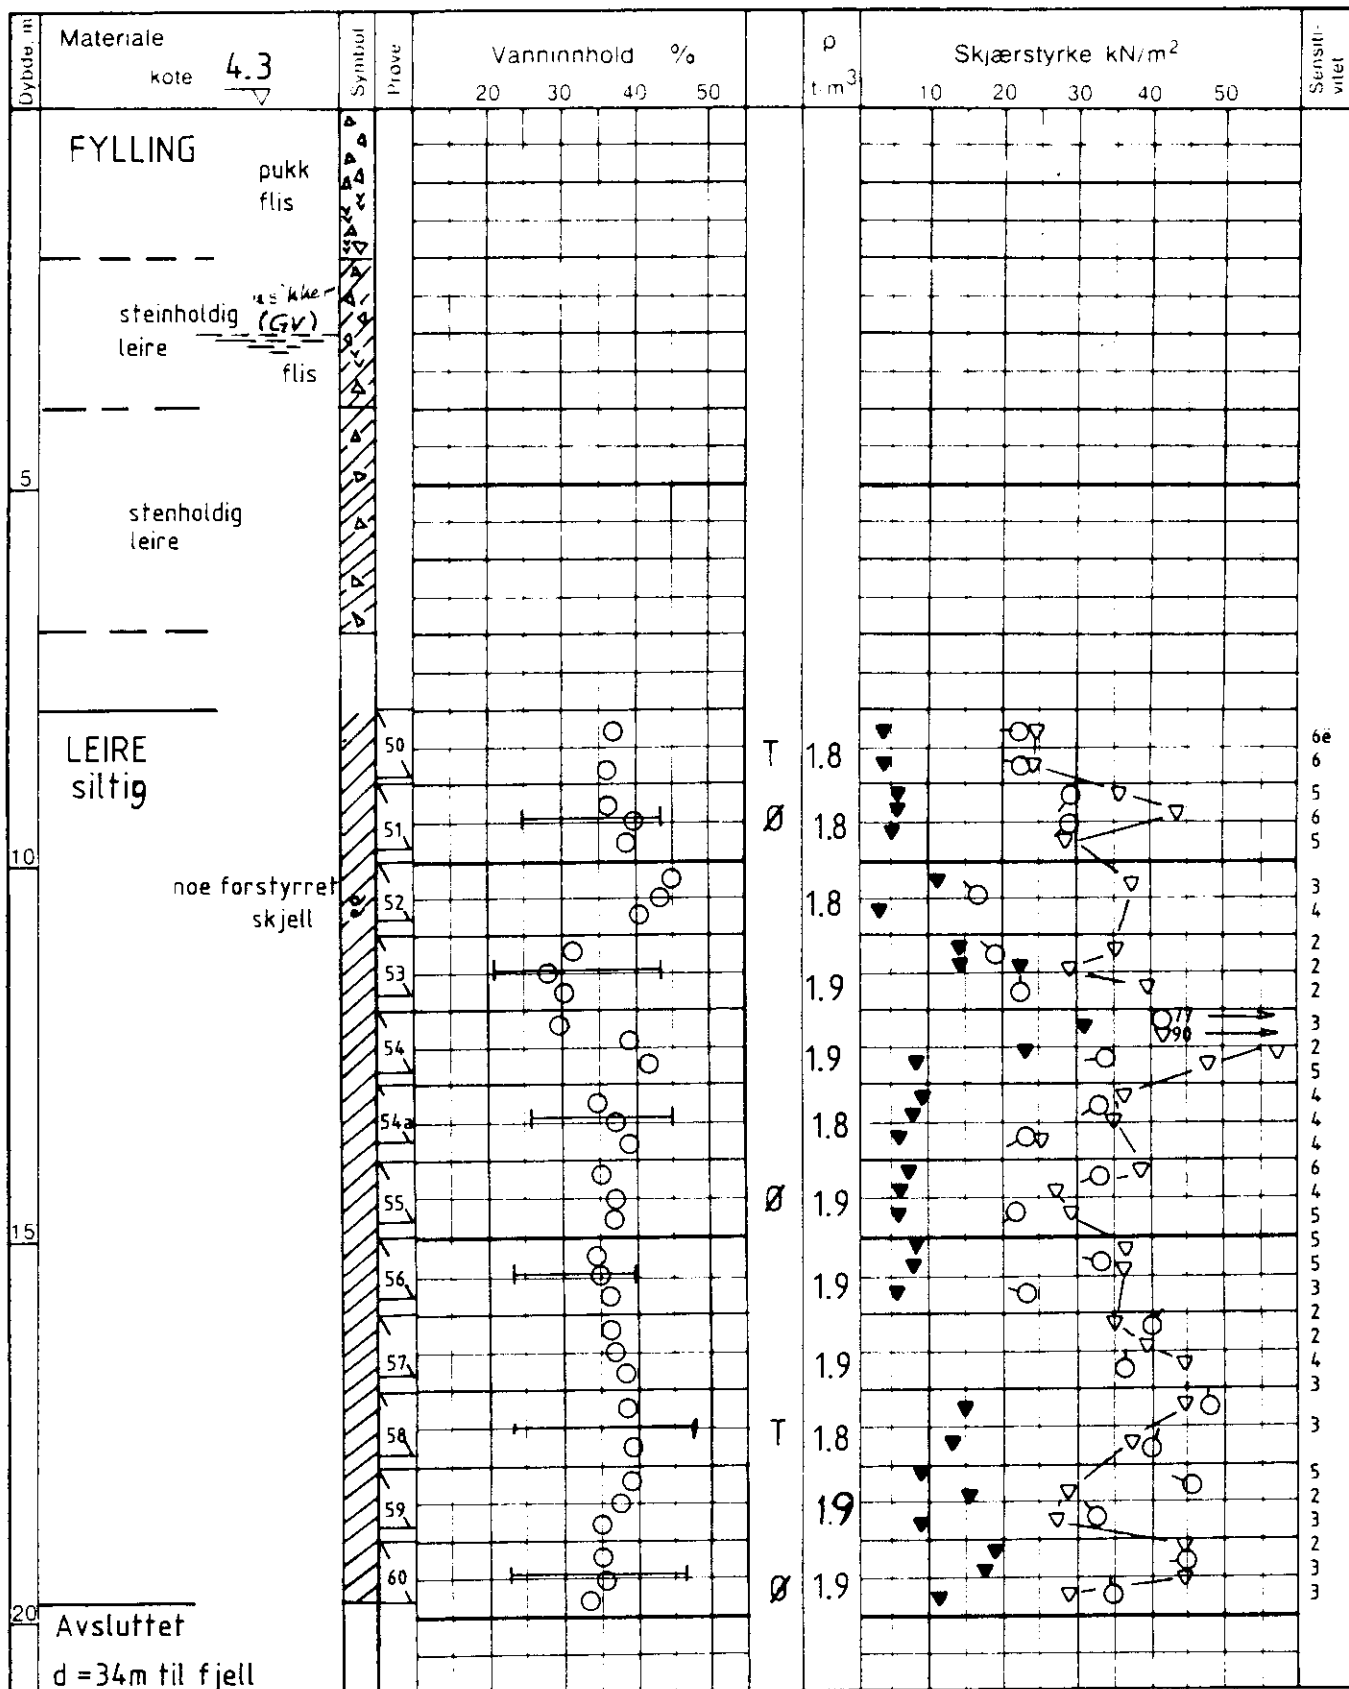 Dybde, m
Materiale
kote 4.3
Symbol
Prøve
Vanninnhold %
20 30 40 50
ρ
t.m³
Skjærstyrke kN/m²
10 20 30 40 50
Sensiti-
vitet
FYLLING
pukk
flis
usikker
steinholdig (GV)
leire
flis
5
stenholdig
leire
LEIRE
siltig
50 T 1.8 6e
6
5
51 Ø 1.8 6
5
10
noe forstyrret
skjell
52 1.8 3
4
2
53 1.9 2
2
77 3
90
54 1.9 2
5
4
54a 1.8 4
4
6
55 Ø 1.9 4
5
15
5
56 1.9 5
3
2
57 1.9 2
4
3
58 T 1.8 3
5
59 1.9 2
3
2
60 Ø 1.9 3
3
20
Avsluttet
d = 34m til fjell